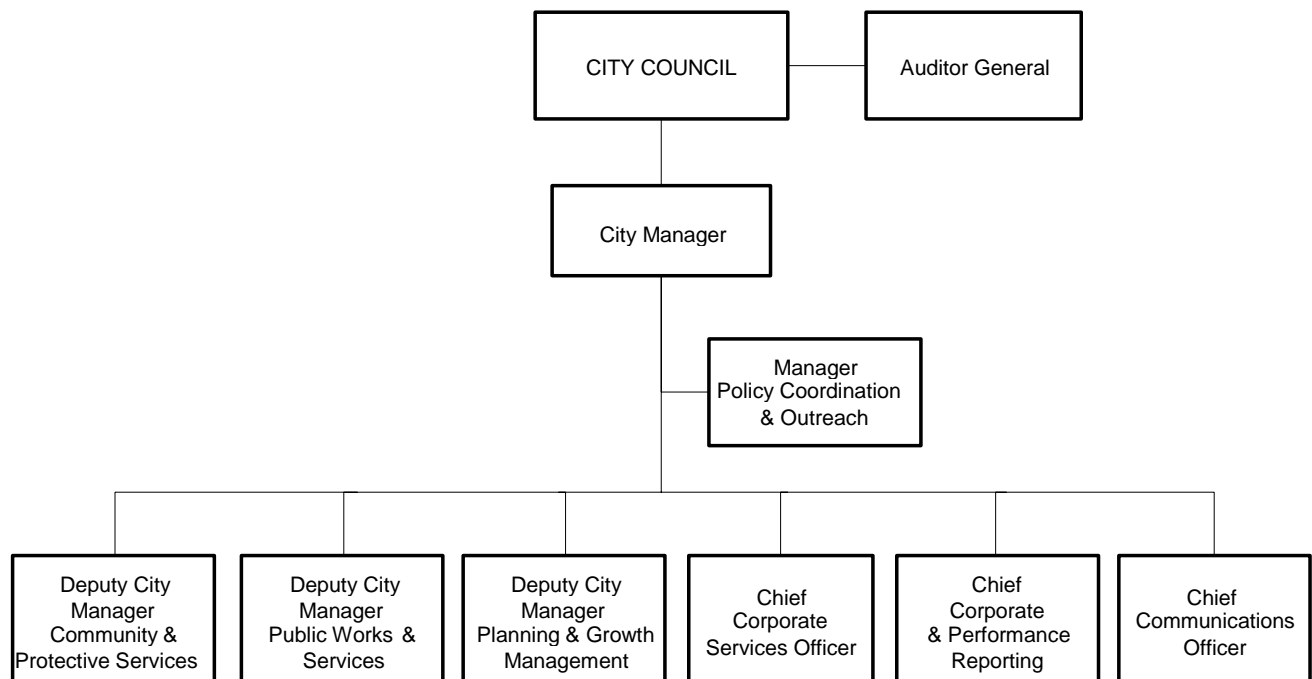 CITY COUNCIL
Auditor General
City Manager
Manager
Policy Coordination
& Outreach
Deputy City
Manager
Community &
Protective Services
Deputy City
Manager
Public Works &
Services
Deputy City
Manager
Planning & Growth
Management
Chief
Corporate
Services Officer
Chief
Corporate
& Performance
Reporting
Chief
Communications
Officer